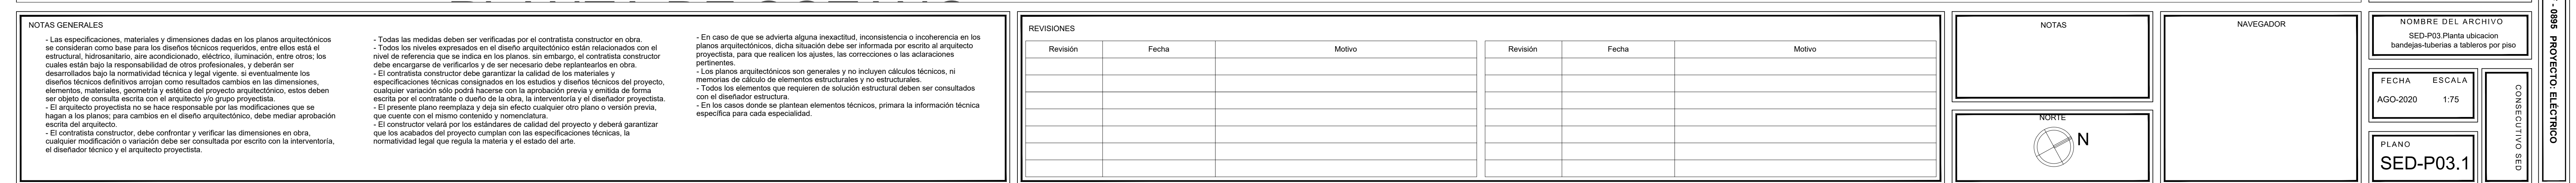 NOTAS GENERALES
- Las especificaciones, materiales y dimensiones dadas en los planos arquitectónicos
se consideran como base para los diseños técnicos requeridos, entre ellos está el
estructural, hidrosanitario, aire acondicionado, eléctrico, iluminación, entre otros; los
cuales están bajo la responsabilidad de otros profesionales, y deberán ser
desarrollados bajo la normatividad técnica y legal vigente. si eventualmente los
diseños técnicos definitivos arrojan como resultados cambios en las dimensiones,
elementos, materiales, geometría y estética del proyecto arquitectónico, estos deben
ser objeto de consulta escrita con el arquitecto y/o grupo proyectista.
- El arquitecto proyectista no se hace responsable por las modificaciones que se
hagan a los planos; para cambios en el diseño arquitectónico, debe mediar aprobación
escrita del arquitecto.
- El contratista constructor, debe confrontar y verificar las dimensiones en obra,
cualquier modificación o variación debe ser consultada por escrito con la interventoría,
el diseñador técnico y el arquitecto proyectista.
- Todas las medidas deben ser verificadas por el contratista constructor en obra.
- Todos los niveles expresados en el diseño arquitectónico están relacionados con el
nivel de referencia que se indica en los planos. sin embargo, el contratista constructor
debe encargarse de verificarlos y de ser necesario debe replantearlos en obra.
- El contratista constructor debe garantizar la calidad de los materiales y
especificaciones técnicas consignados en los estudios y diseños técnicos del proyecto,
cualquier variación sólo podrá hacerse con la aprobación previa y emitida de forma
escrita por el contratante o dueño de la obra, la interventoría y el diseñador proyectista.
- El presente plano reemplaza y deja sin efecto cualquier otro plano o versión previa,
que cuente con el mismo contenido y nomenclatura.
- El constructor velará por los estándares de calidad del proyecto y deberá garantizar
que los acabados del proyecto cumplan con las especificaciones técnicas, la
normatividad legal que regula la materia y el estado del arte.
- En caso de que se advierta alguna inexactitud, inconsistencia o incoherencia en los
planos arquitectónicos, dicha situación debe ser informada por escrito al arquitecto
proyectista, para que realicen los ajustes, las correcciones o las aclaraciones
pertinentes.
- Los planos arquitectónicos son generales y no incluyen cálculos técnicos, ni
memorias de cálculo de elementos estructurales y no estructurales.
- Todos los elementos que requieren de solución estructural deben ser consultados
con el diseñador estructura.
- En los casos donde se plantean elementos técnicos, primara la información técnica
específica para cada especialidad.
REVISIONES
Revisión Fecha Motivo Revisión Fecha Motivo
NOTAS
NORTE
N
NAVEGADOR
NOMBRE DEL ARCHIVO
SED-P03.Planta ubicacion
bandejas-tuberias a tableros por piso
FECHA ESCALA
AGO-2020 1:75
PLANO
SED-P03.1
CONSECUTIVO SED
- 0895 PROYECTO: ELÉCTRICO